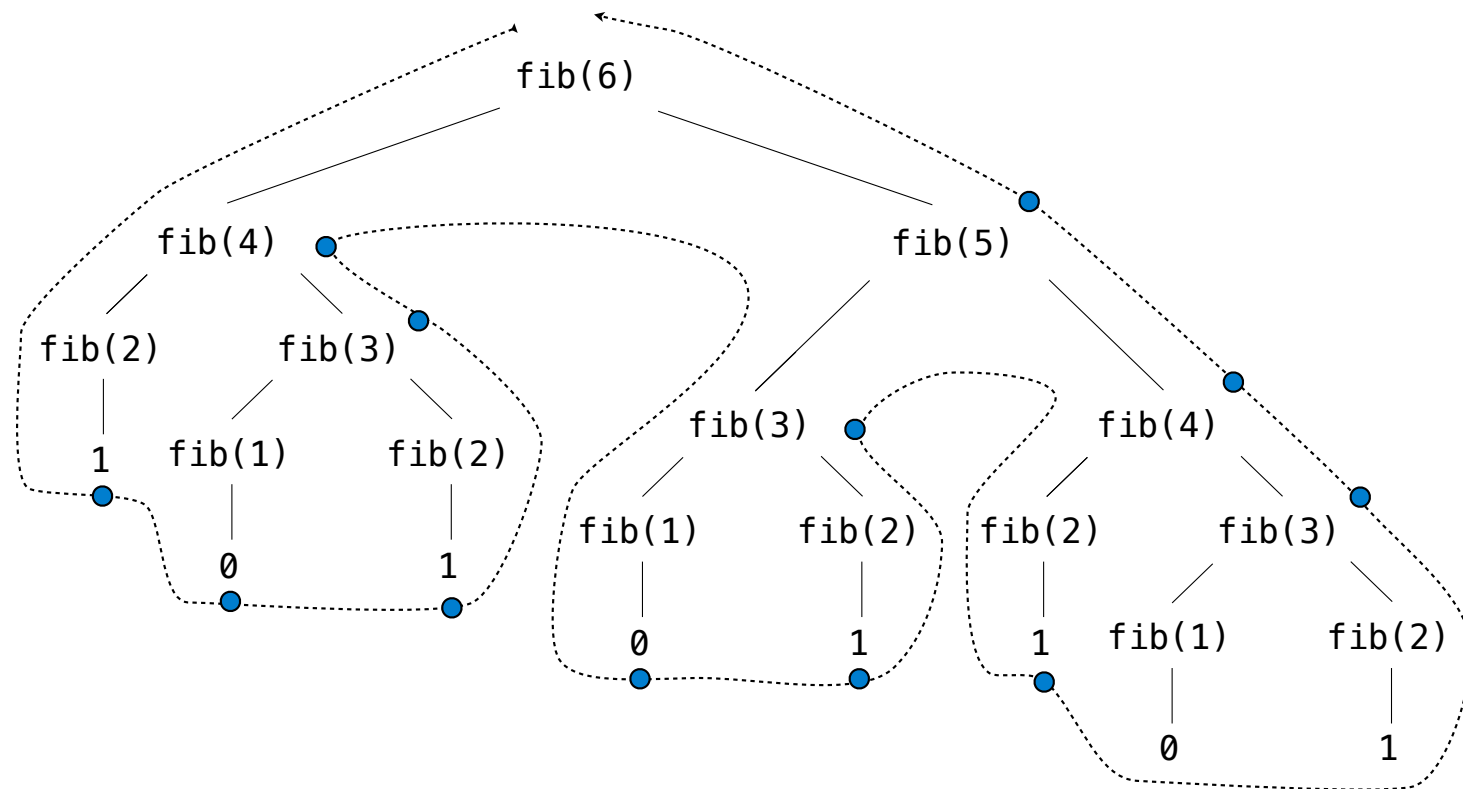 fib(6)
fib(4) fib(5)
fib(2) fib(3)
fib(3) fib(4)
1 fib(1) fib(2)
fib(1) fib(2) fib(2) fib(3)
0 1
0 1 1 fib(1) fib(2)
0 1